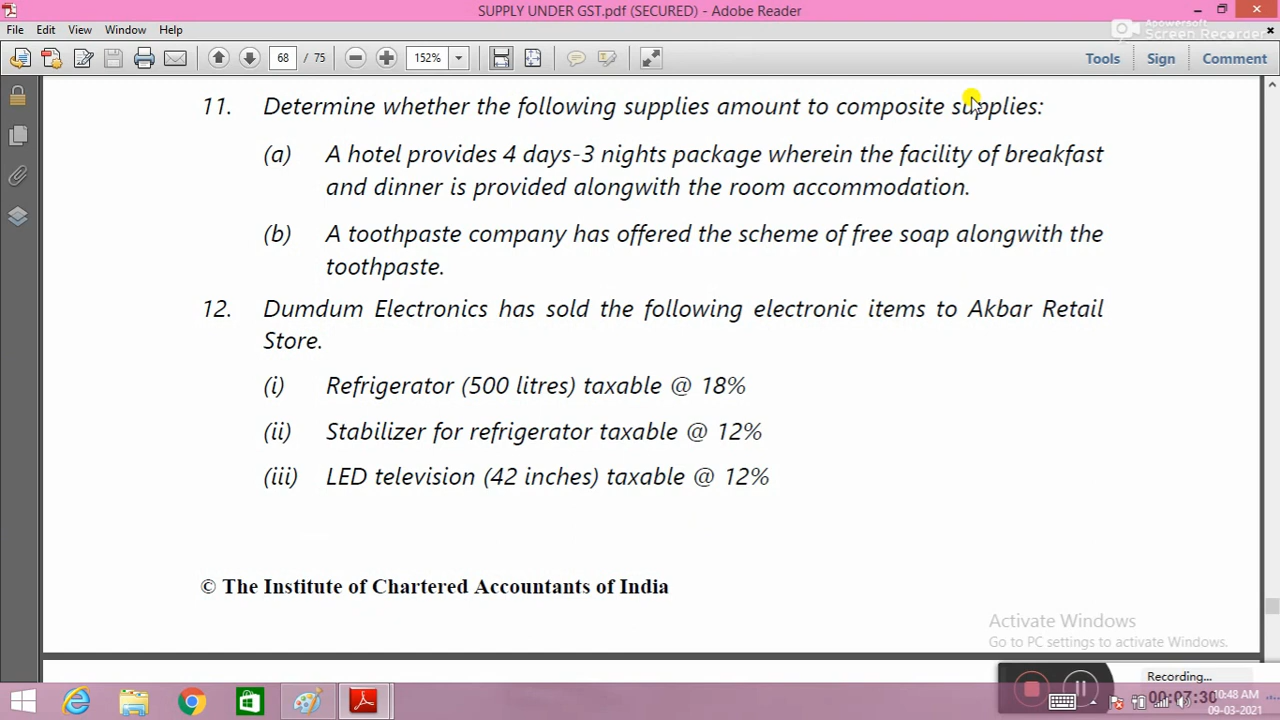 SUPPLY UNDER GST.pdf (SECURED) - Adobe Reader
File Edit View Window Help
Apowersoft
Screen Recorder
68 / 75 152% Tools Sign Comment
11. Determine whether the following supplies amount to composite supplies:
(a) A hotel provides 4 days-3 nights package wherein the facility of breakfast
and dinner is provided alongwith the room accommodation.
(b) A toothpaste company has offered the scheme of free soap alongwith the
toothpaste.
12. Dumdum Electronics has sold the following electronic items to Akbar Retail
Store.
(i) Refrigerator (500 litres) taxable @ 18%
(ii) Stabilizer for refrigerator taxable @ 12%
(iii) LED television (42 inches) taxable @ 12%
© The Institute of Chartered Accountants of India
Activate Windows
Go to PC settings to activate Windows.
Recording...
00:07:30
10:48 AM
09-03-2021